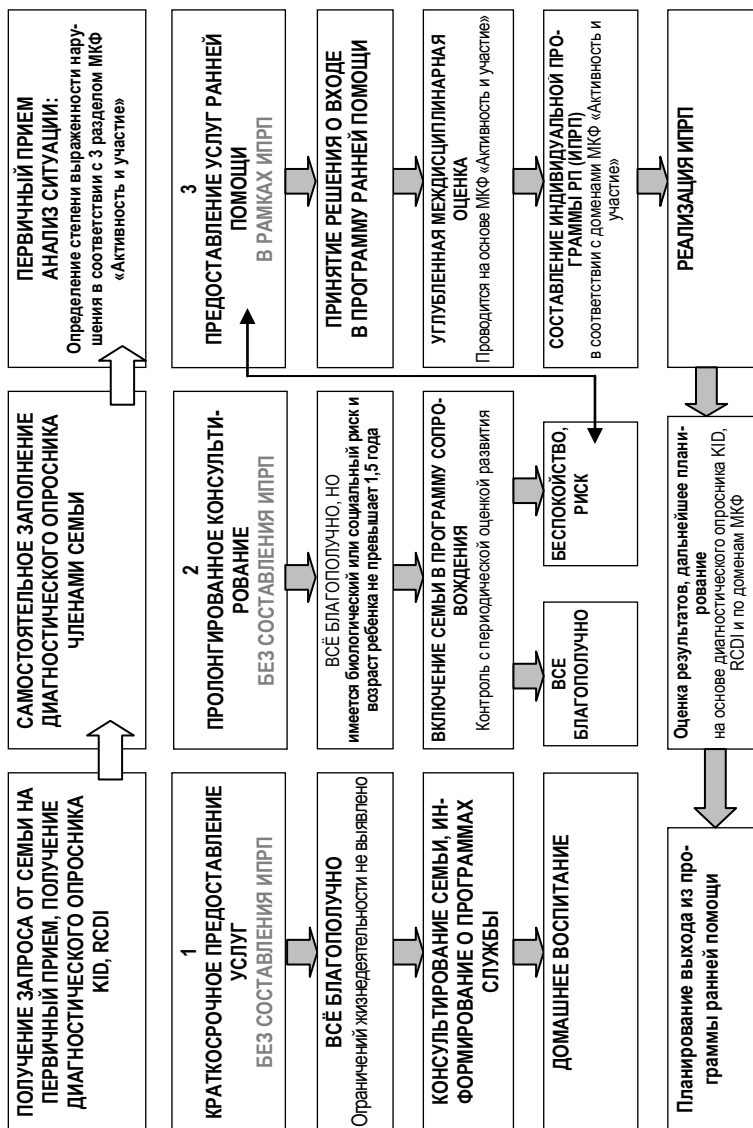 ПОЛУЧЕНИЕ ЗАПРОСА ОТ СЕМЬИ НА
ПЕРВИЧНЫЙ ПРИЕМ, ПОЛУЧЕНИЕ
ДИАГНОСТИЧЕСКОГО ОПРОСНИКА
KID, RCDI
САМОСТОЯТЕЛЬНОЕ ЗАПОЛНЕНИЕ
ДИАГНОСТИЧЕСКОГО ОПРОСНИКА
ЧЛЕНАМИ СЕМЬИ
ПЕРВИЧНЫЙ ПРИЕМ
АНАЛИЗ СИТУАЦИИ:
Определение степени выраженности нару-
шения в соответствии с 3 разделом МКФ
«Активность и участие»
1
КРАТКОСРОЧНОЕ ПРЕДОСТАВЛЕНИЕ
УСЛУГ
БЕЗ СОСТАВЛЕНИЯ ИПРП
2
ПРОЛОНГИРОВАННОЕ КОНСУЛЬТИ-
РОВАНИЕ
БЕЗ СОСТАВЛЕНИЯ ИПРП
3
ПРЕДОСТАВЛЕНИЕ УСЛУГ РАННЕЙ
ПОМОЩИ
В РАМКАХ ИПРП
ВСЁ БЛАГОПОЛУЧНО
Ограничений жизнедеятельности не выявлено
ВСЁ БЛАГОПОЛУЧНО, НО
имеется биологический или социальный риск и
возраст ребенка не превышает 1,5 года
ПРИНЯТИЕ РЕШЕНИЯ О ВХОДЕ
В ПРОГРАММУ РАННЕЙ ПОМОЩИ
КОНСУЛЬТИРОВАНИЕ СЕМЬИ, ИН-
ФОРМИРОВАНИЕ О ПРОГРАММАХ
СЛУЖБЫ
ВКЛЮЧЕНИЕ СЕМЬИ В ПРОГРАММУ СОПРО-
ВОЖДЕНИЯ
Контроль с периодической оценкой развития
УГЛУБЛЕННАЯ МЕЖДИСЦИПЛИНАРНАЯ
ОЦЕНКА
Проводится на основе МКФ «Активность и участие»
ДОМАШНЕЕ ВОСПИТАНИЕ
ВСЕ
БЛАГОПОЛУЧНО
БЕСПОКОЙСТВО,
РИСК
СОСТАВЛЕНИЕ ИНДИВИДУАЛЬНОЙ ПРО-
ГРАММЫ РП (ИПРП)
в соответствии с доменами МКФ «Активность и
участие»
Планирование выхода из про-
граммы ранней помощи
Оценка результатов, дальнейшее плани-
рование
на основе диагностического опросника KID,
RCDI и по доменам МКФ
РЕАЛИЗАЦИЯ ИПРП